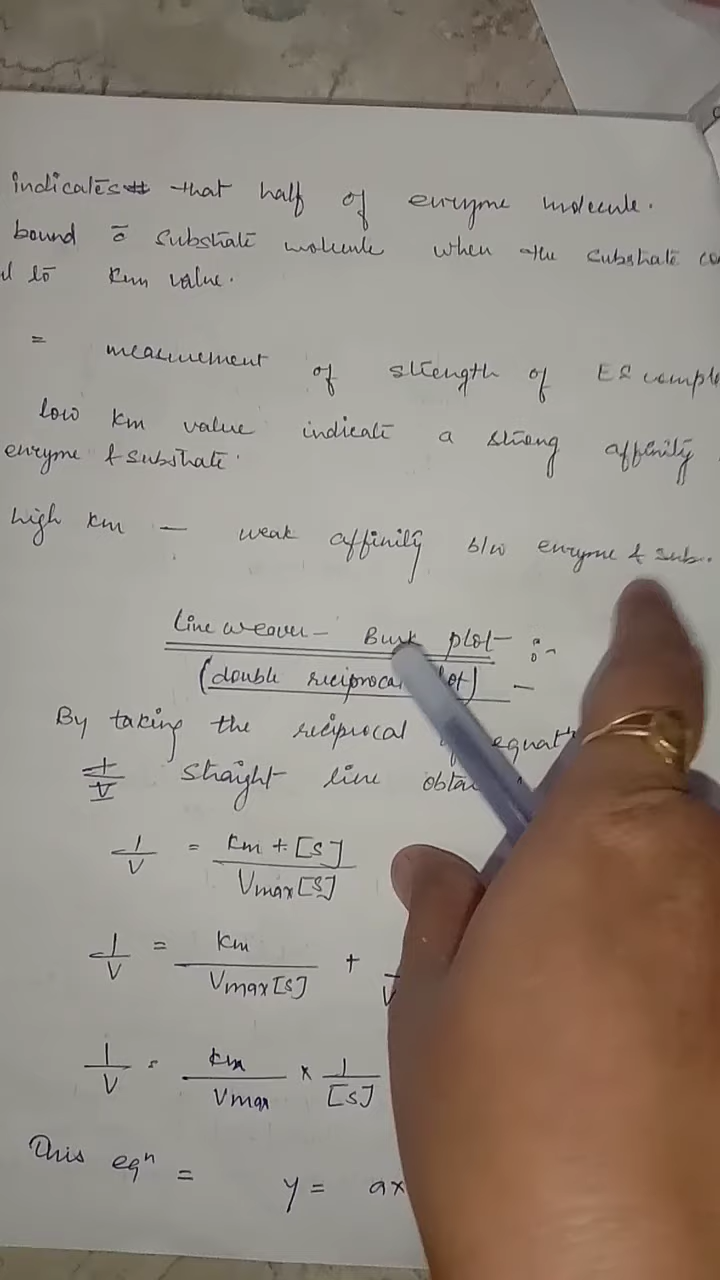 indicates that half of enzyme molecule.
bound c̄ substrate molecule when the substrate
to km value.
= measurement of strength of ES
low km value indicate a strong affinity
enzyme & substrate.
high km — weak affinity b/w enzyme & sub..
Line weaver - Burk plot :-
(double reciprocal plot) -
By taking the reciprocal
straight line
1/V = km + [S] / Vmax [S]
1/V = km / Vmax [S] +
1/V = km / Vmax × 1/[S]
This eqn = y = ax